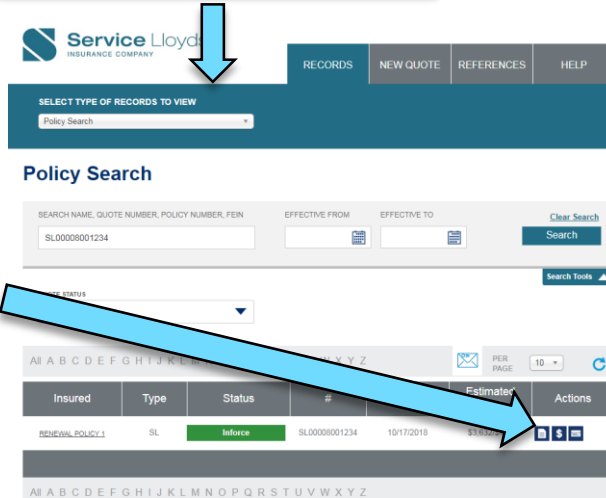 Service Lloyds
INSURANCE COMPANY
RECORDS NEW QUOTE REFERENCES HELP
SELECT TYPE OF RECORDS TO VIEW
Policy Search
Policy Search
SEARCH NAME, QUOTE NUMBER, POLICY NUMBER, FEIN EFFECTIVE FROM EFFECTIVE TO Clear Search
SL00008001234 Search
Search Tools
STATUS
All A B C D E F G H I J K L M W X Y Z PER PAGE 10
Insured Type Status # Estimated Actions
RENEWAL POLICY 1 SL Inforce SL00008001234 10/17/2018
All A B C D E F G H I J K L M N O P Q R S T U V W X Y Z